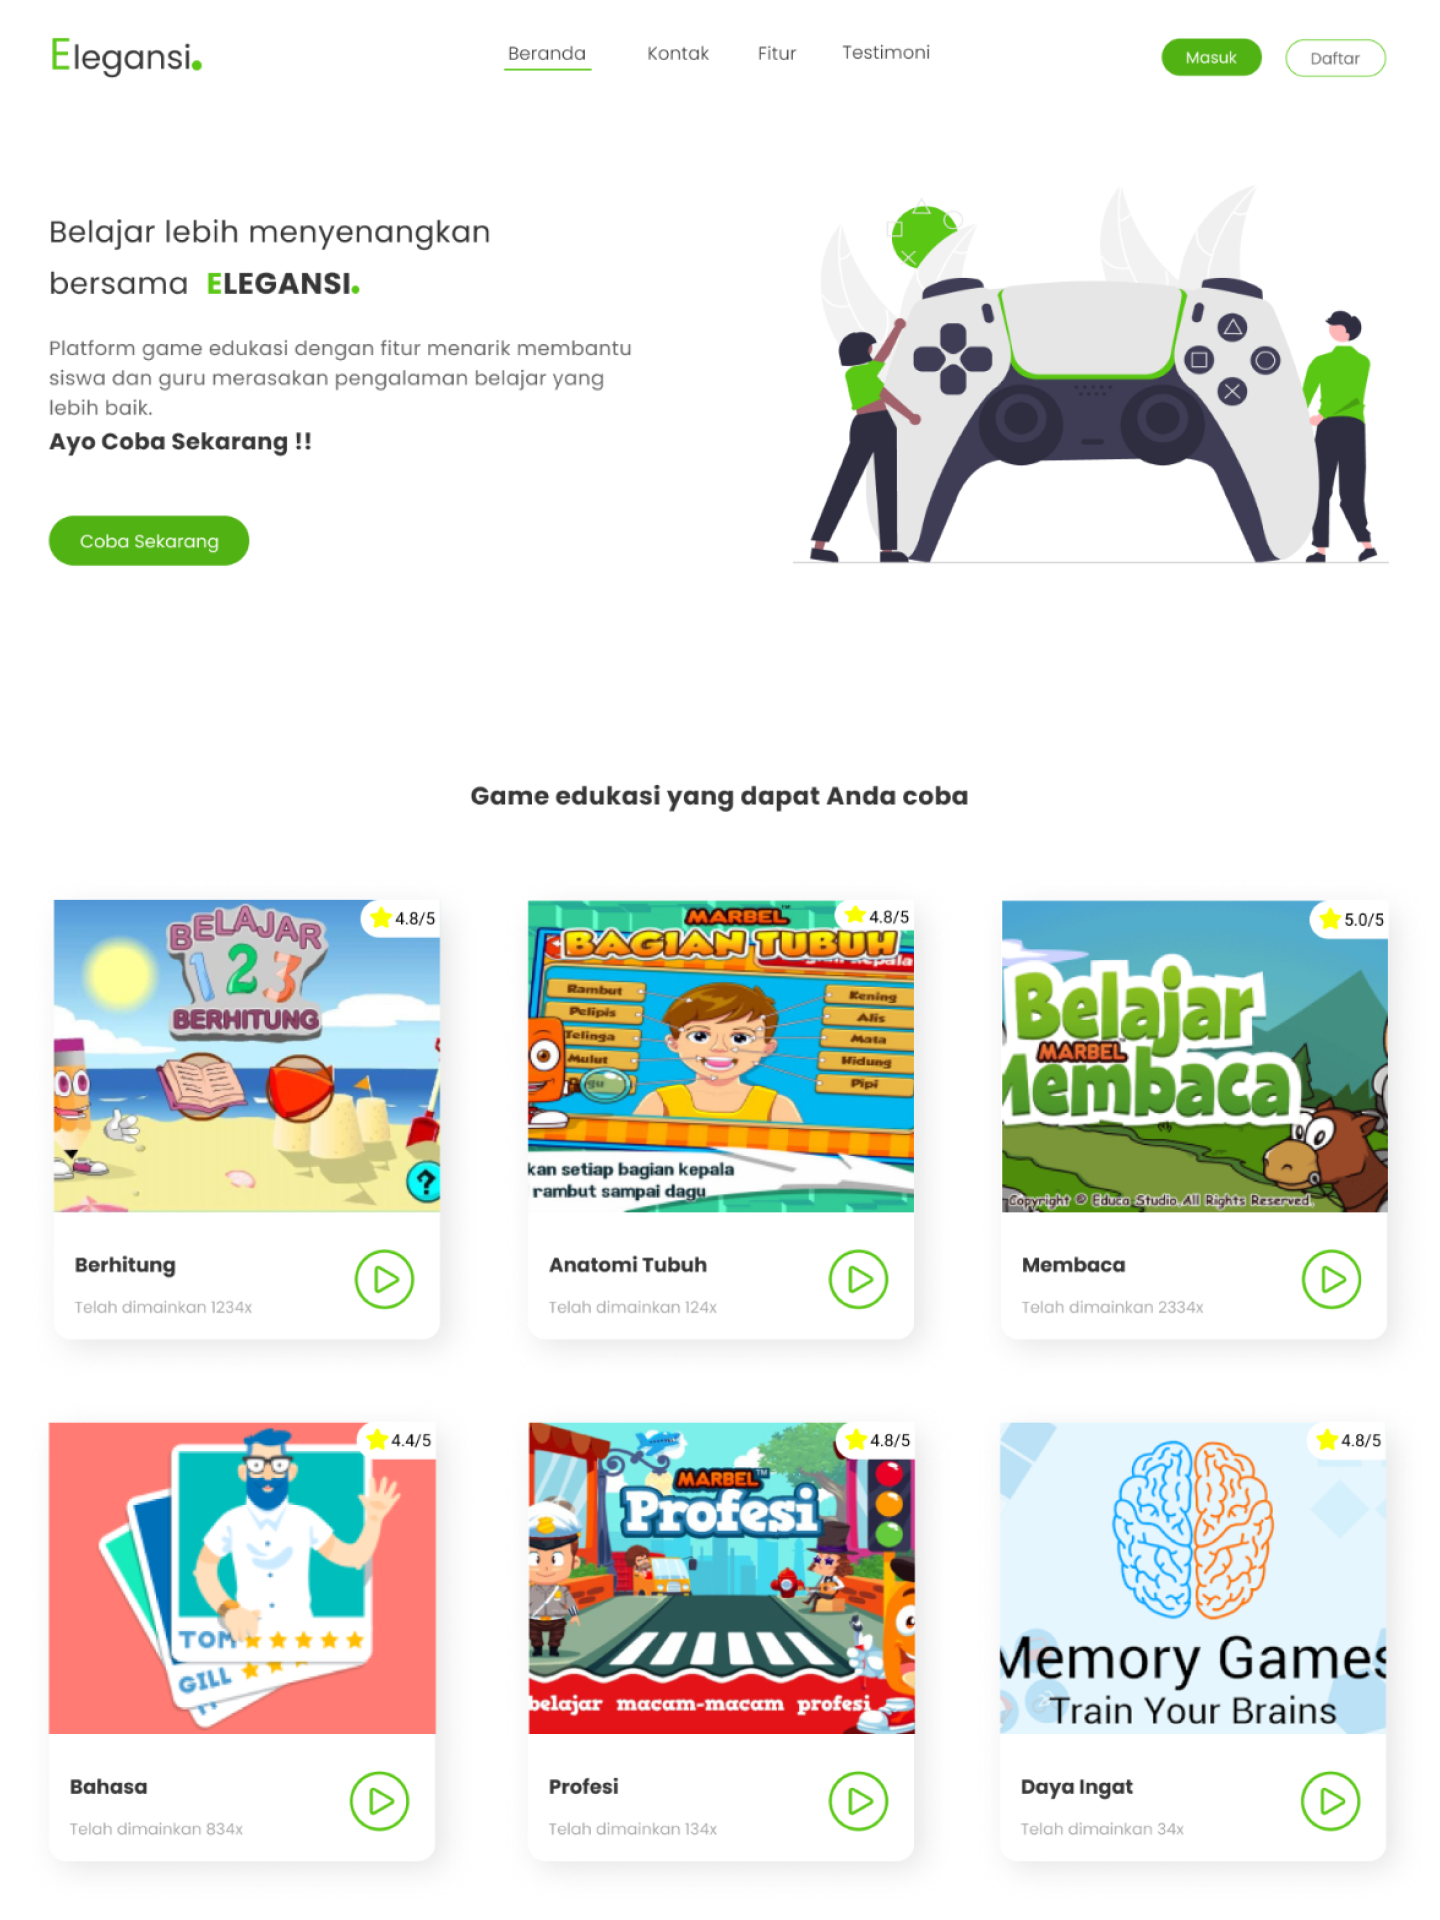 Elegansi.
Beranda Kontak Fitur Testimoni
Masuk Daftar
Belajar lebih menyenangkan
bersama ELEGANSI.
Platform game edukasi dengan fitur menarik membantu
siswa dan guru merasakan pengalaman belajar yang
lebih baik.
Ayo Coba Sekarang !!
Coba Sekarang
Game edukasi yang dapat Anda coba
4.8/5
BELAJAR
1 2 3
BERHITUNG
?
Berhitung
Telah dimainkan 1234x
4.8/5
MARBEL™
BAGIAN TUBUH
kepala
Rambut
Pelipis
Telinga
Mulut
gu
Kening
Alis
Mata
Hidung
Pipi
kan setiap bagian kepala
rambut sampai dagu
Anatomi Tubuh
Telah dimainkan 124x
5.0/5
Belajar
MARBEL
Membaca
Copyright © Educa Studio.All Rights Reserved.
Membaca
Telah dimainkan 2334x
4.4/5
TOM
GILL
Bahasa
Telah dimainkan 834x
4.8/5
MARBEL™
Profesi
belajar macam-macam profesi
Profesi
Telah dimainkan 134x
4.8/5
Memory Games
Train Your Brains
Daya Ingat
Telah dimainkan 34x